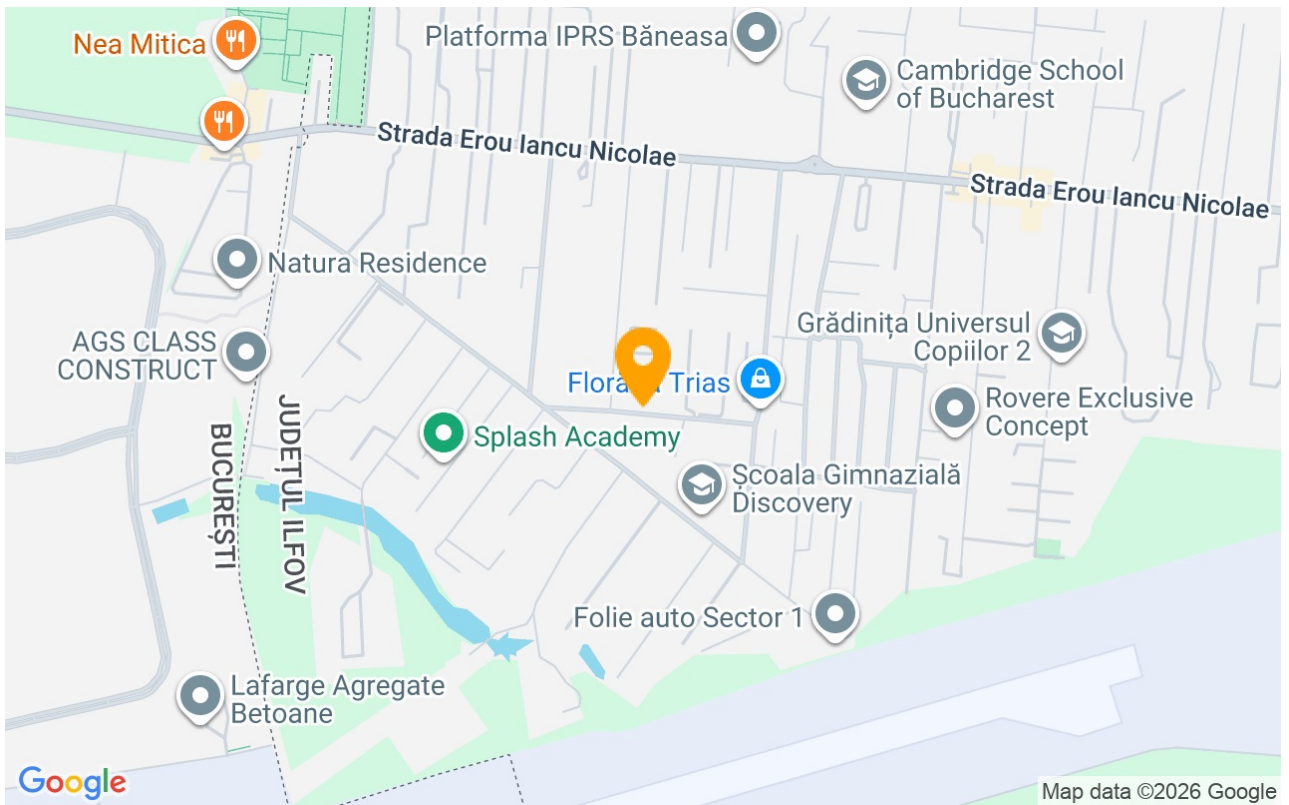 Nea Mitica
Platforma IPRS Băneasa
Cambridge School
of Bucharest
Strada Erou Iancu Nicolae
Strada Erou Iancu Nicolae
Natura Residence
AGS CLASS
CONSTRUCT
Grădinița Universul
Copiilor 2
Trias
Rovere Exclusive
Concept
Splash Academy
JUDEȚUL ILFOV
BUCUREȘTI
Școala Gimnazială
Discovery
Folie auto Sector 1
Lafarge Agregate
Betoane
Google
Map data ©2026 Google